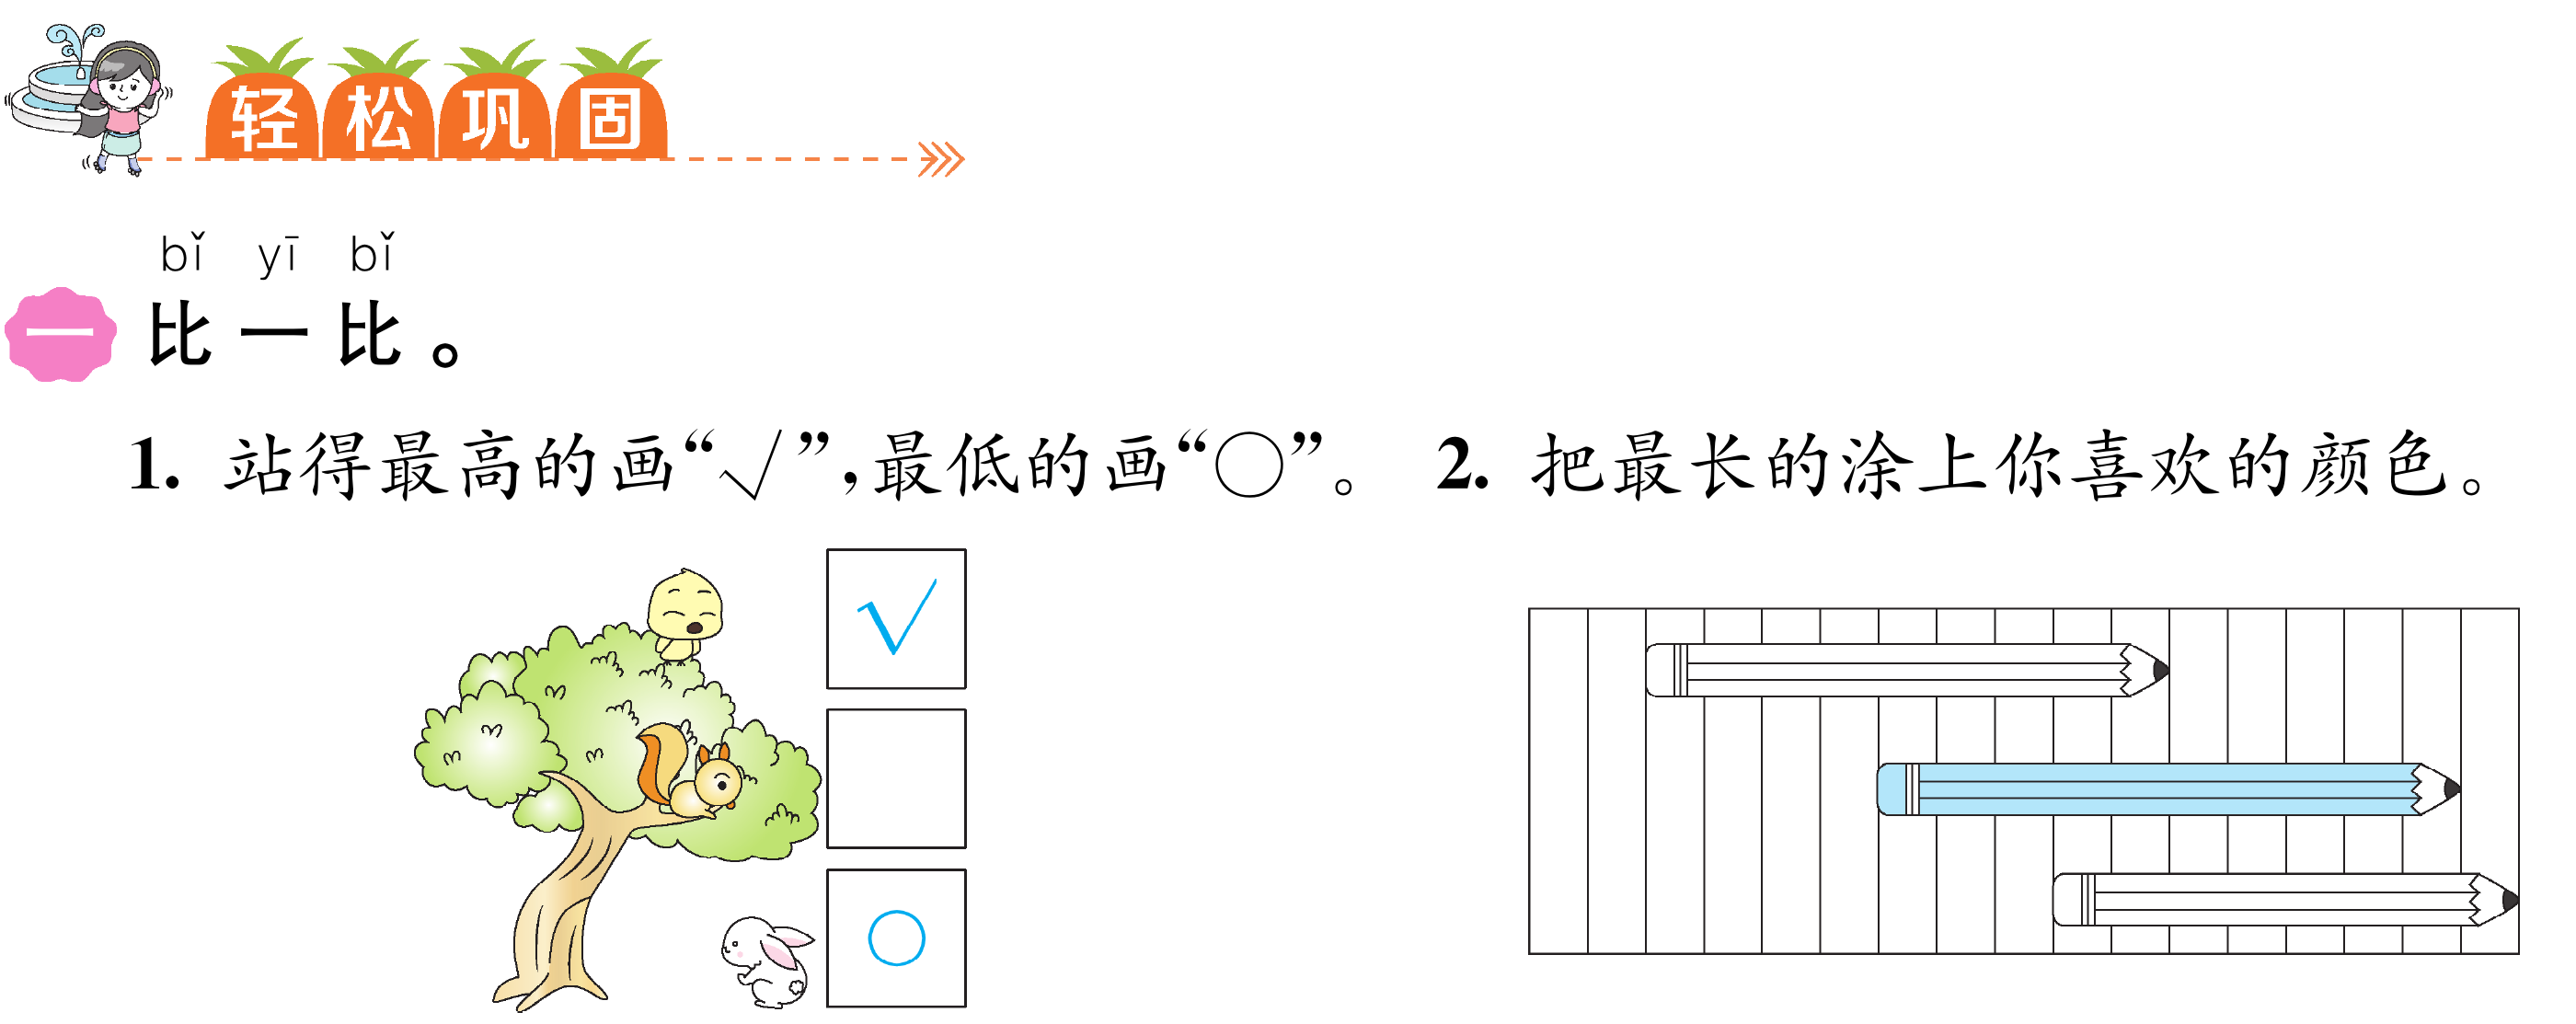 轻松巩固
bǐ yī bǐ
一 比一比。
1. 站得最高的画“√”,最低的画“○”。
2. 把最长的涂上你喜欢的颜色。
√
○